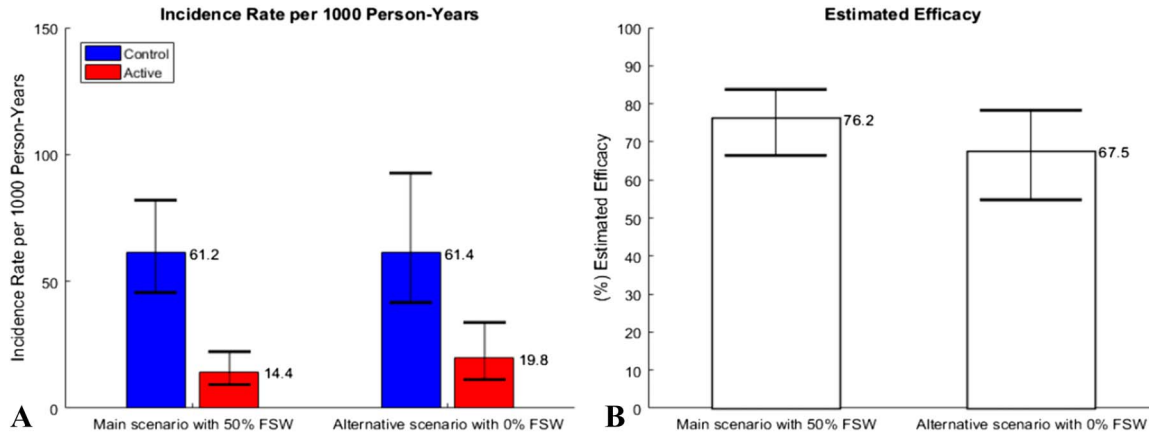 Incidence Rate per 1000 Person-Years
Incidence Rate per 1000 Person-Years
150
100
50
0
Control
Active
61.2
14.4
61.4
19.8
Main scenario with 50% FSW
Alternative scenario with 0% FSW
A
Estimated Efficacy
(%) Estimated Efficacy
100
90
80
70
60
50
40
30
20
10
0
76.2
67.5
Main scenario with 50% FSW
Alternative scenario with 0% FSW
B